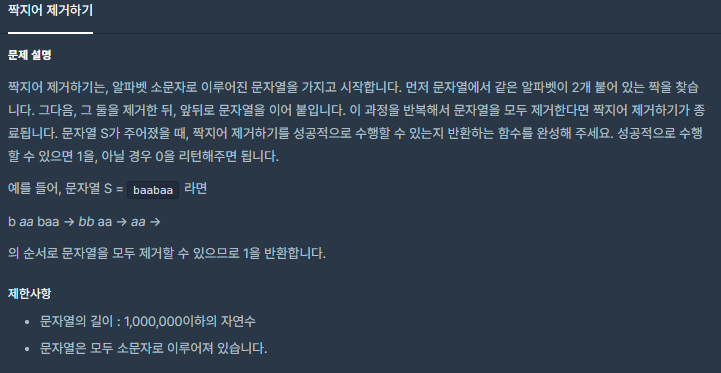 짝지어 제거하기
문제 설명
짝지어 제거하기는, 알파벳 소문자로 이루어진 문자열을 가지고 시작합니다. 먼저 문자열에서 같은 알파벳이 2개 붙어 있는 짝을 찾습니
다. 그다음, 그 둘을 제거한 뒤, 앞뒤로 문자열을 이어 붙입니다. 이 과정을 반복해서 문자열을 모두 제거한다면 짝지어 제거하기가 종
료됩니다. 문자열 S가 주어졌을 때, 짝지어 제거하기를 성공적으로 수행할 수 있는지 반환하는 함수를 완성해 주세요. 성공적으로 수행
할 수 있으면 1을, 아닐 경우 0을 리턴해주면 됩니다.
예를 들어, 문자열 S = baabaa 라면
b aa baa → bb aa → aa →
의 순서로 문자열을 모두 제거할 수 있으므로 1을 반환합니다.
제한사항
• 문자열의 길이 : 1,000,000이하의 자연수
• 문자열은 모두 소문자로 이루어져 있습니다.